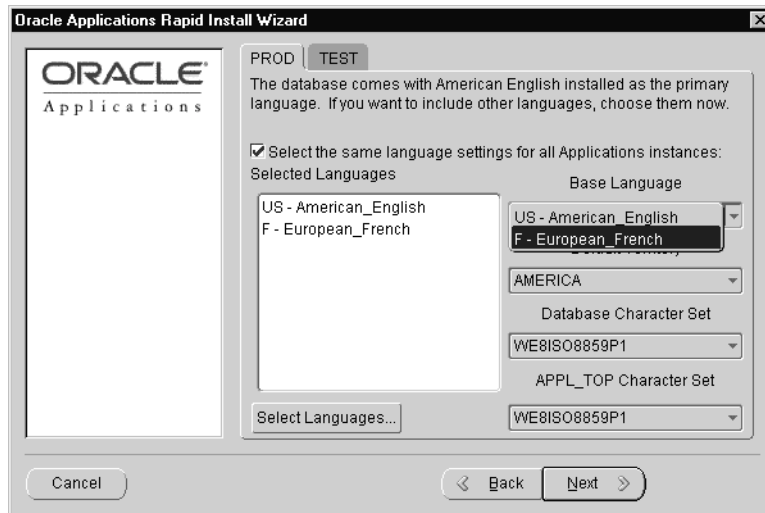 Oracle Applications Rapid Install Wizard
ORACLE
Applications
PROD TEST
The database comes with American English installed as the primary
language. If you want to include other languages, choose them now.
Select the same language settings for all Applications instances:
Selected Languages
US - American_English
F - European_French
Select Languages...
Base Language
US - American_English
F - European_French
AMERICA
Database Character Set
WE8ISO8859P1
APPL_TOP Character Set
WE8ISO8859P1
Cancel
Back
Next